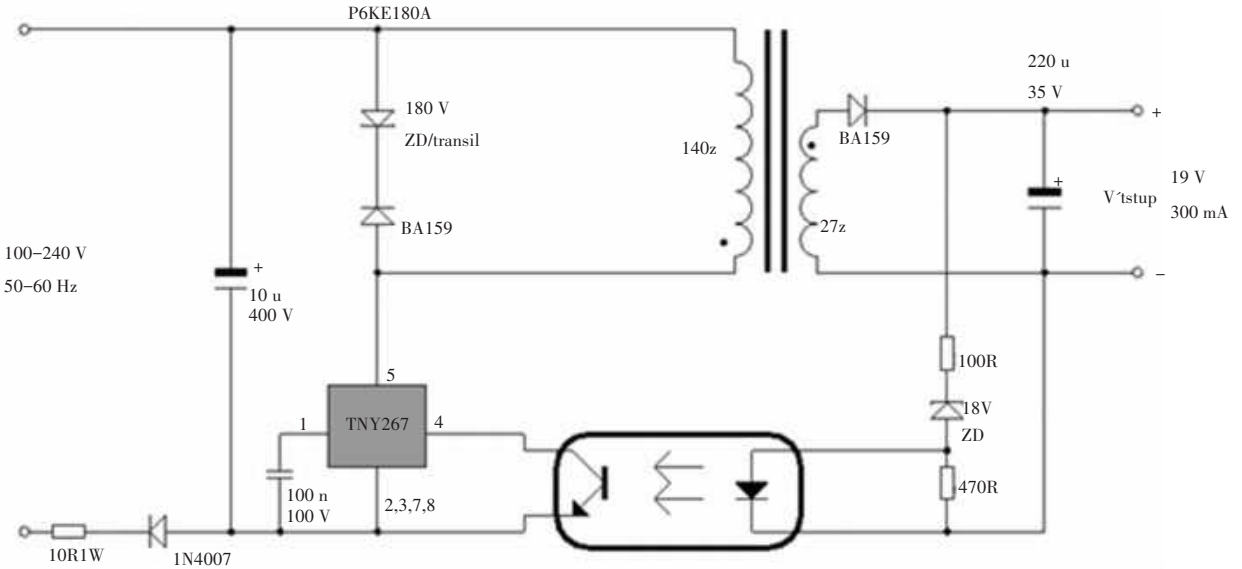 P6KE180A
180 V
ZD/transil
BA159
140z
27z
BA159
220 u
35 V
+
+
V´tstup
19 V
300 mA
−
100−240 V
50−60 Hz
+
10 u
400 V
5
1
TNY267
4
100 n
100 V
2,3,7,8
100R
18V
ZD
470R
10R1W
1N4007